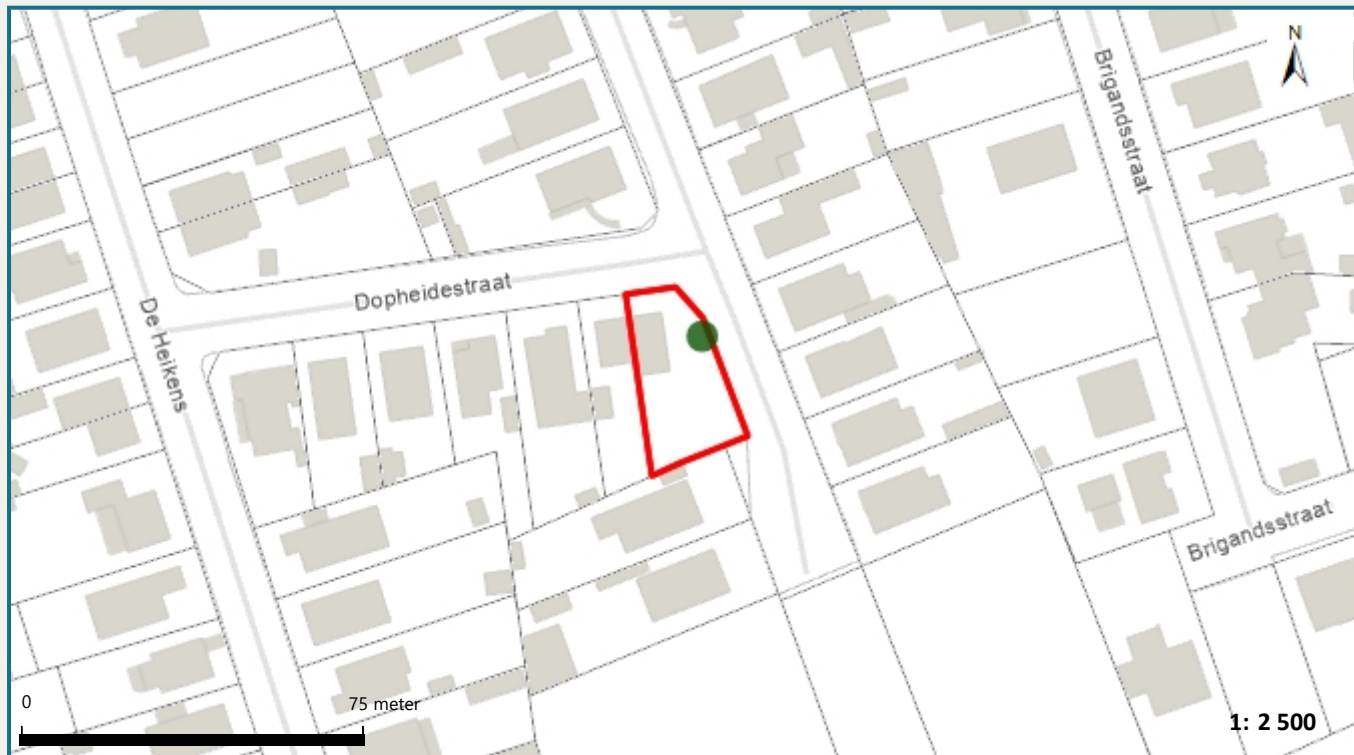 N
Brigandsstraat
Dopheidestraat
De Heikens
Brigandsstraat
0
75 meter
1: 2 500